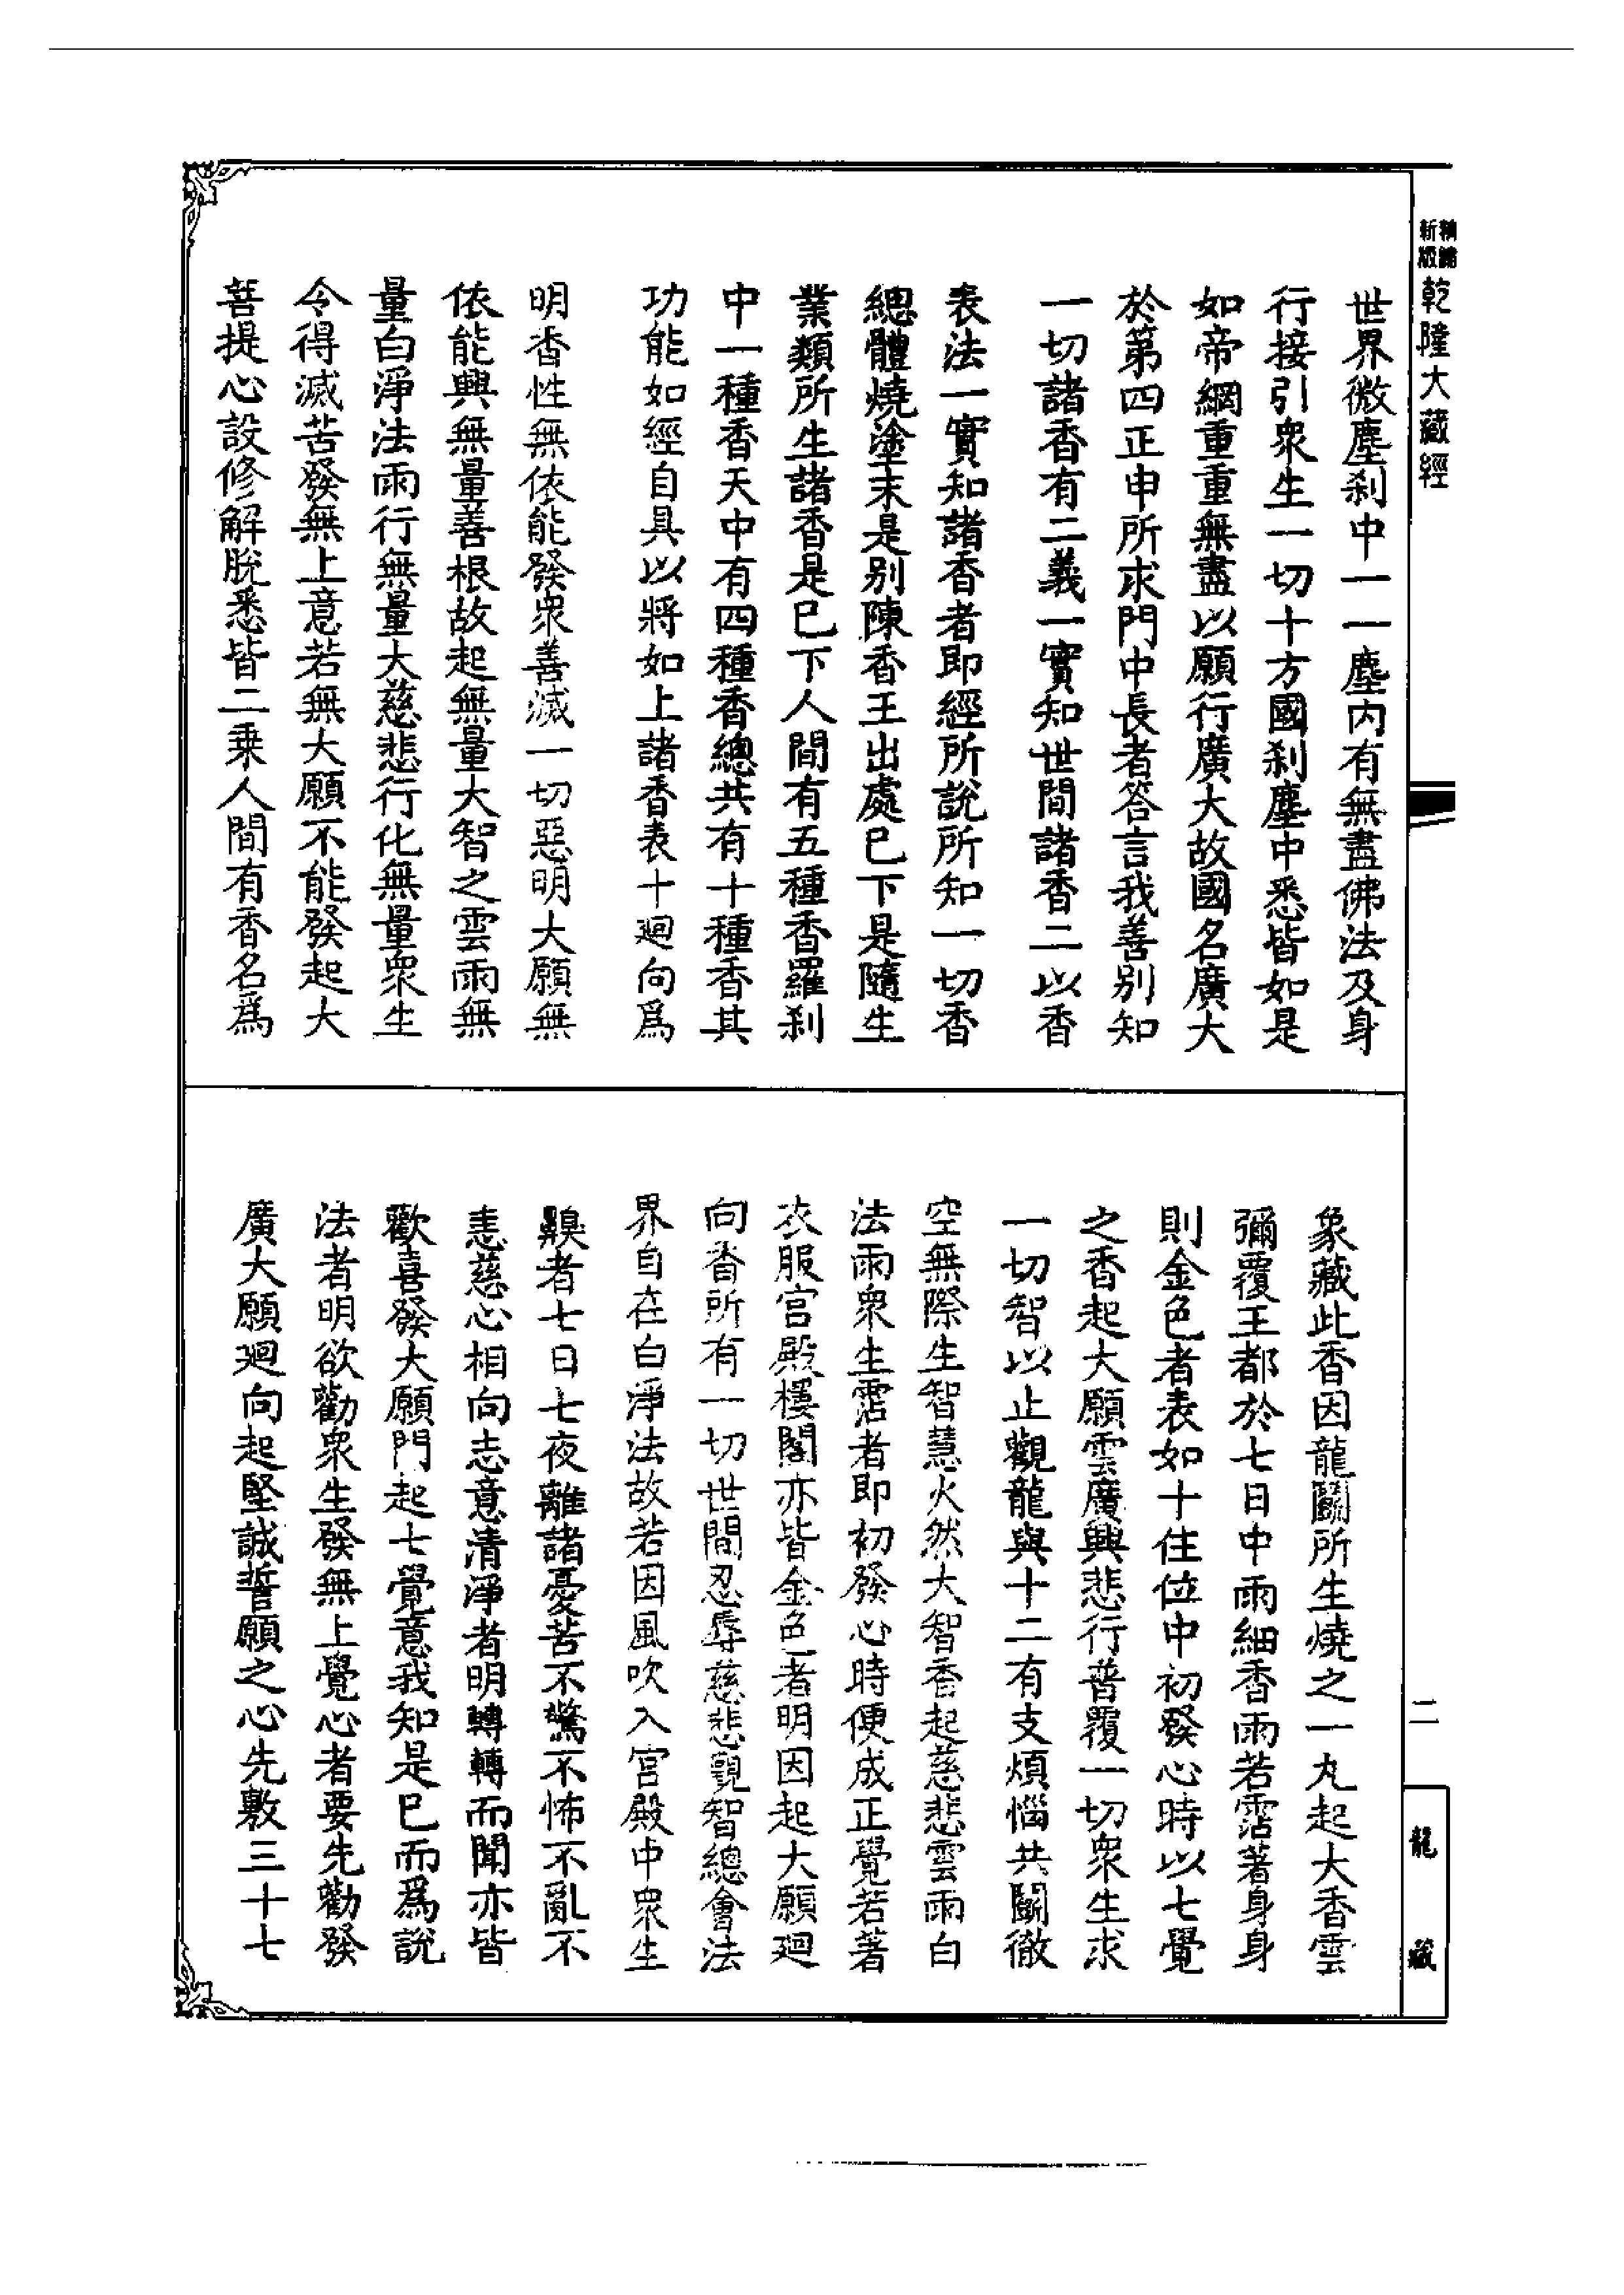 精鏽新版
乾隆大藏經
世界微塵刹中一一塵内有無盡佛法及身
行接引衆生一切十方國刹塵中悉皆如是
如帝網重重無盡以願行廣大故國名廣大
於第四正申所求門中長者答言我善别知
一切諸香有二義一實知世間諸香二以香
表法一實知諸香者即經所説所知一切香
總體燒塗末是别陳香王出處已下是隨生
業類所生諸香是已下人間有五種香羅刹
中一種香天中有四種香總共有十種香其
功能如經自具以將如上諸香表十廻向爲
明香性無依能發衆善滅一切惡明大願無
依能興無量善根故起無量大智之雲雨無
量白淨法雨行無量大慈悲行化無量衆生
令得滅苦發無上意若無大願不能發起大
菩提心設修解脫悉皆二乗人間有香名爲
象藏此香因龍鬬所生燒之一丸起大香雲
彌覆王都於七日中雨細香雨若霑著身身
則金色者表如十住位中初發心時以七覺
之香起大願雲廣興悲行普覆一切衆生求
一切智以止觀龍與十二有支煩惱共鬬徹
空無際生智慧火然大智香起慈悲雲雨白
法雨衆生霑者即初發心時便成正覺若著
衣服宫殿樓閣亦皆金色者明因起大願廻
向香所有一切世間忍辱慈悲觀智總會法
界自在白淨法故若因風吹入宫殿中衆生
齅者七日七夜離諸憂苦不驚不怖不亂不
恚慈心相向志意清淨者明轉轉而聞亦皆
歡喜發大願門起七覺意我知是已而爲説
法者明欲勸衆生發無上覺心者要先勸發
廣大願廻向起堅誠誓願之心先敷三十七
二
龍藏